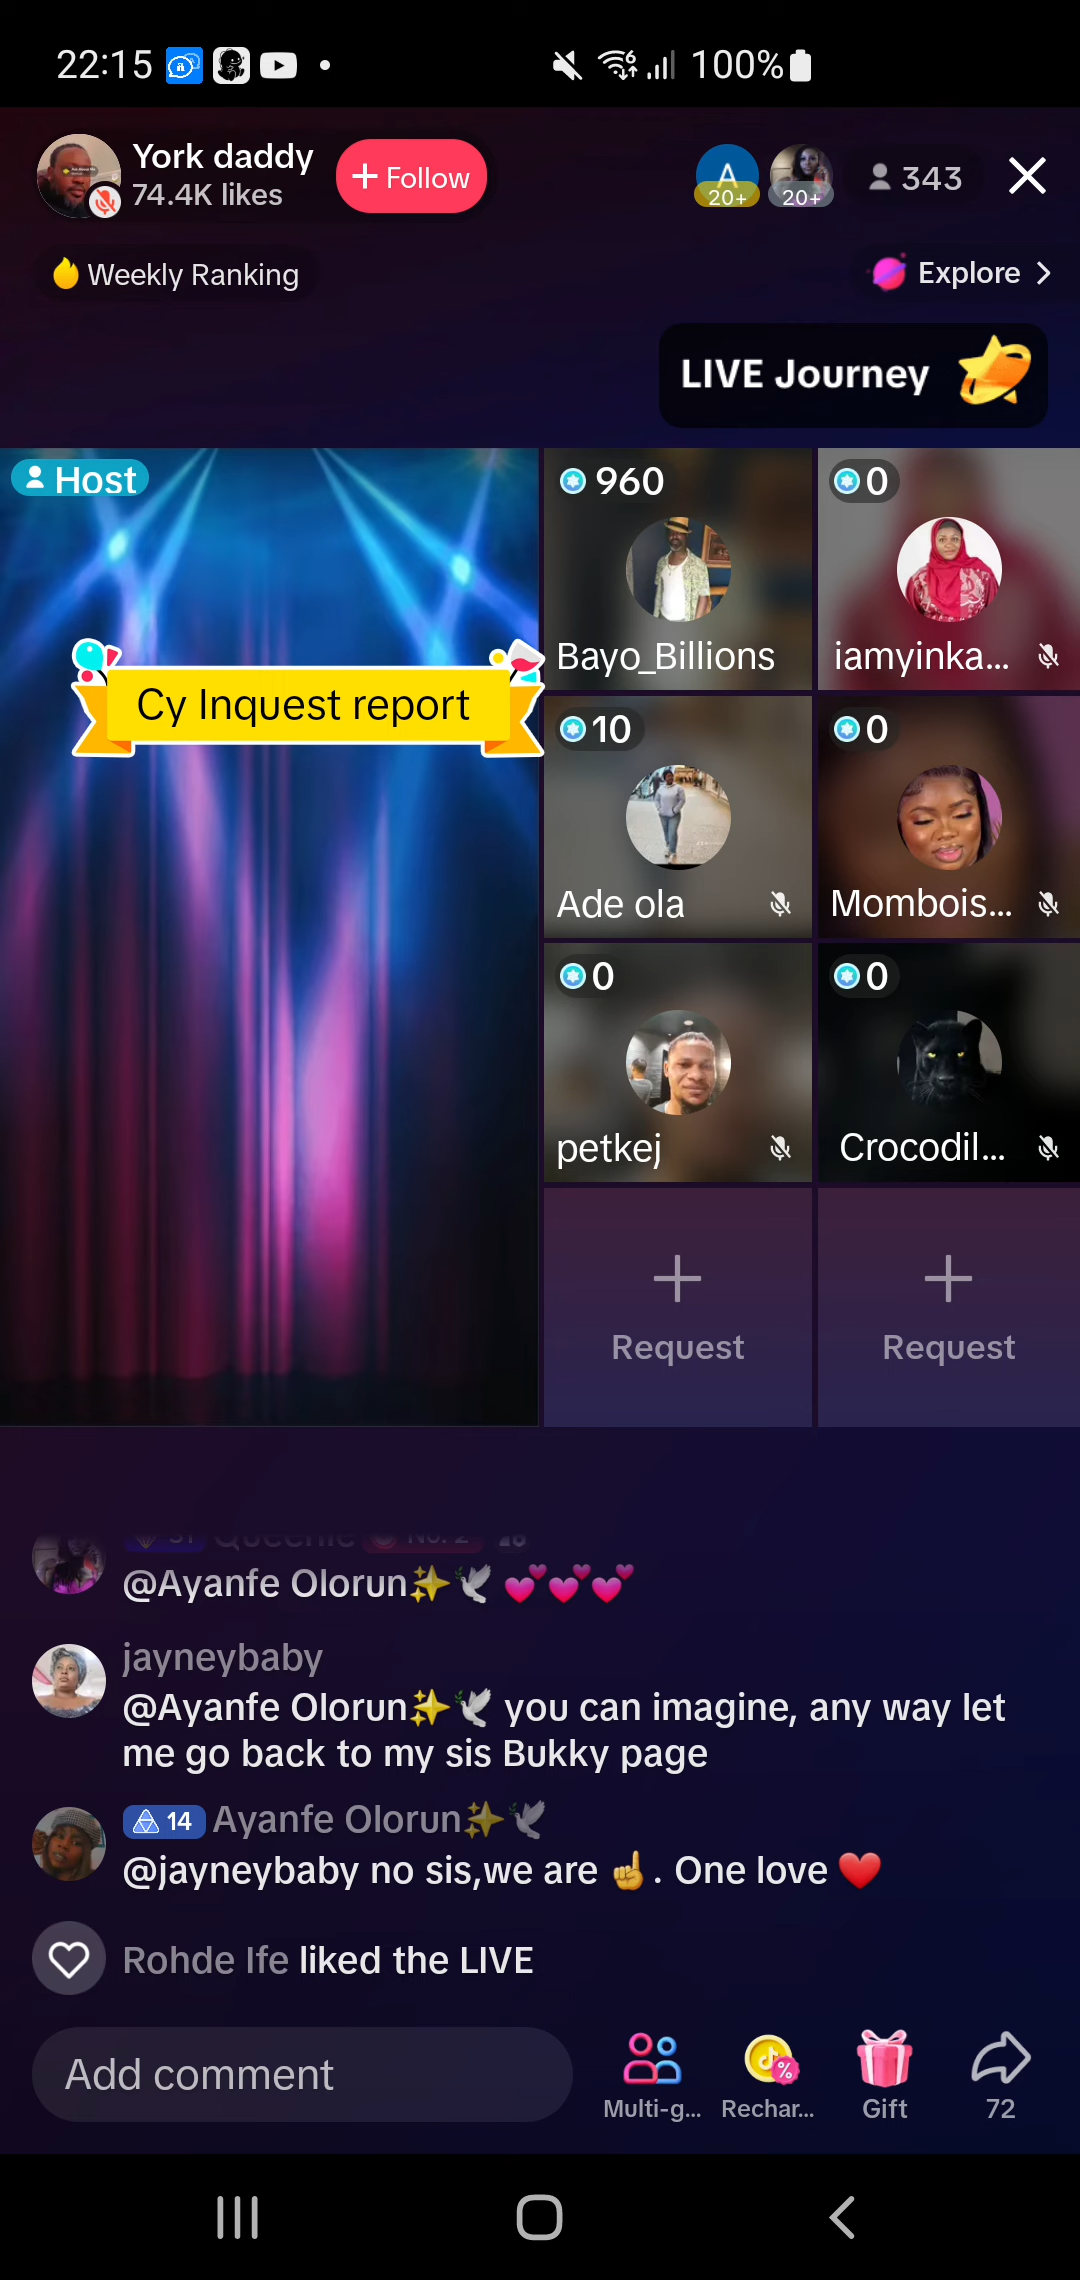 22:15
100%
York daddy
74.4K likes
+ Follow
A
20+
20+
343
Weekly Ranking
Explore >
LIVE Journey
Host
960
0
Cy Inquest report
Bayo_Billions
iamyinka...
10
0
Ade ola
Mombois...
0
0
petkej
Crocodil...
Request
Request
31 Queenie No. 2
@Ayanfe Olorun✨🕊 💕💕💕
jayneybaby
@Ayanfe Olorun✨🕊 you can imagine, any way let
me go back to my sis Bukky page
14 Ayanfe Olorun✨🕊
@jayneybaby no sis,we are ☝. One love ❤
Rohde Ife liked the LIVE
Add comment
Multi-g...
Rechar...
Gift
72